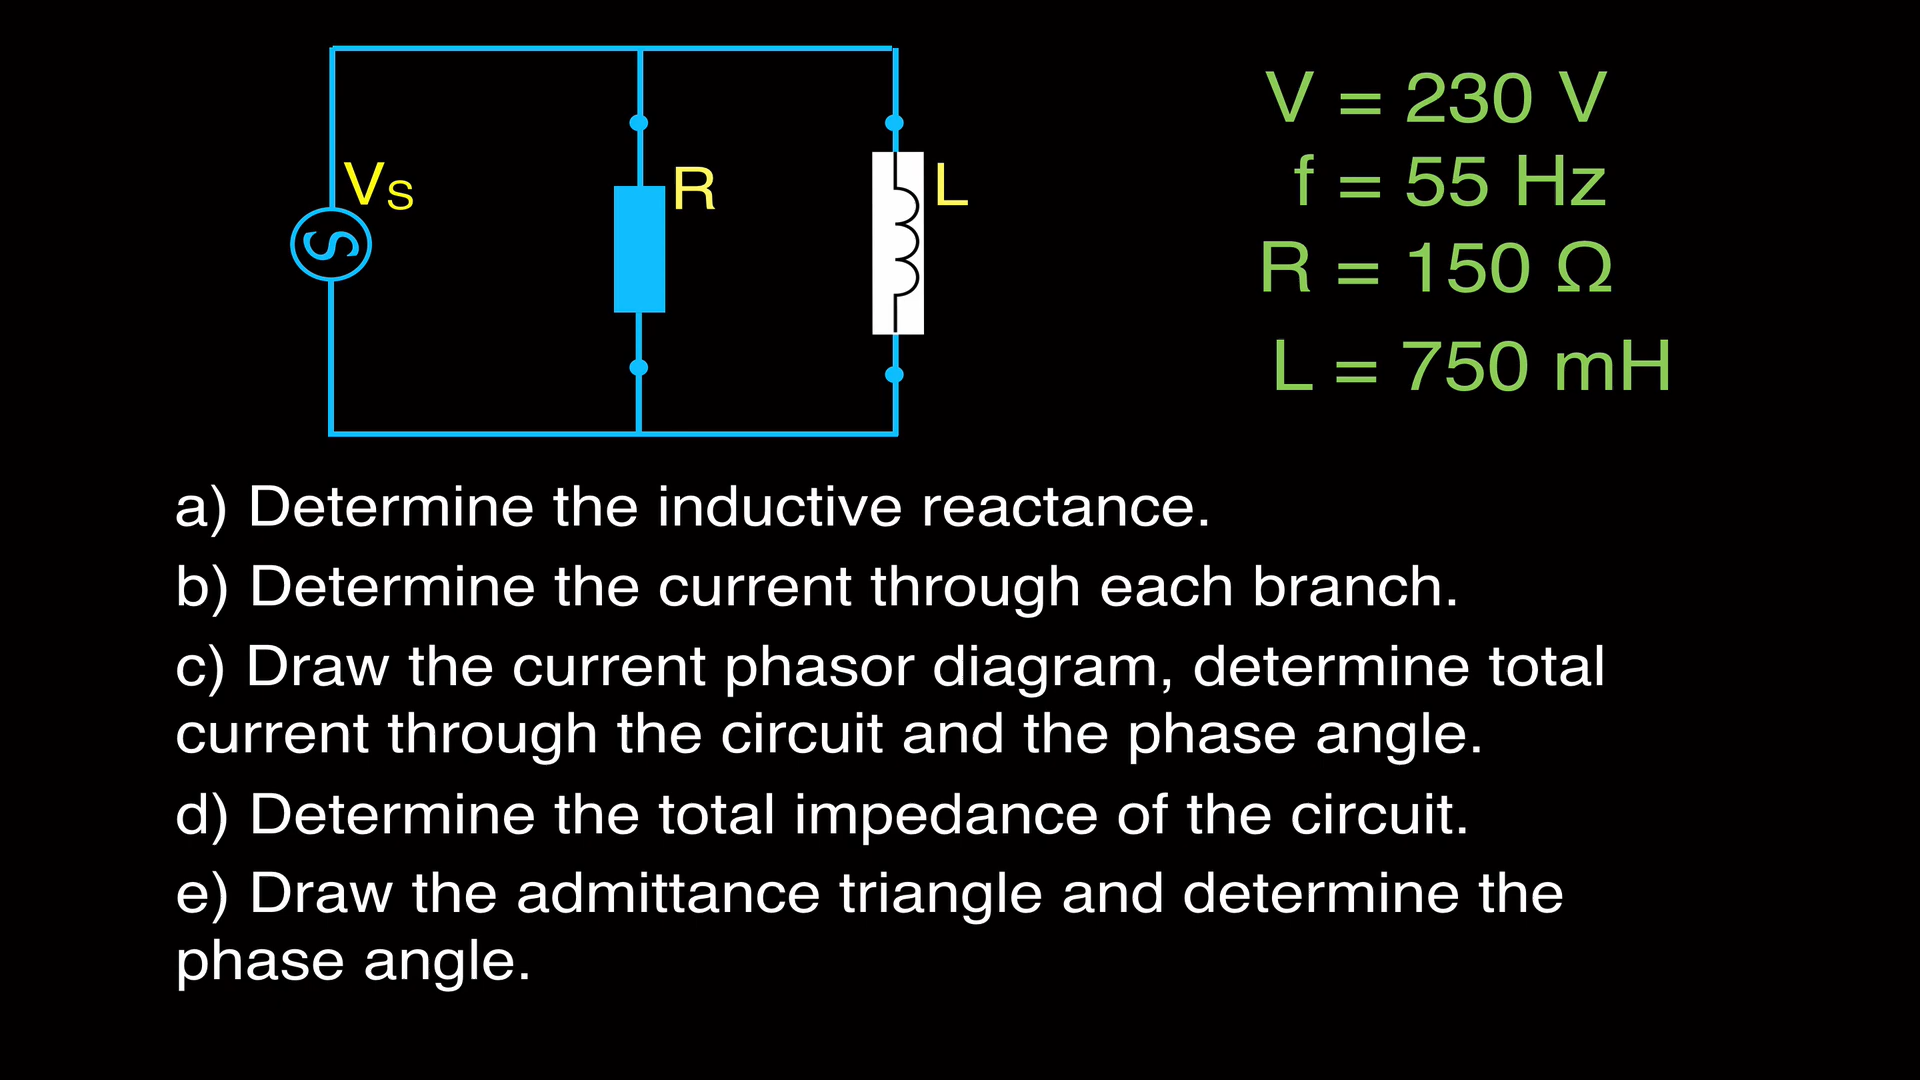 V = 230 V
f = 55 Hz
R = 150 Ω
L = 750 mH
Vs
R
L
S
a) Determine the inductive reactance.
b) Determine the current through each branch.
c) Draw the current phasor diagram, determine total
current through the circuit and the phase angle.
d) Determine the total impedance of the circuit.
e) Draw the admittance triangle and determine the
phase angle.